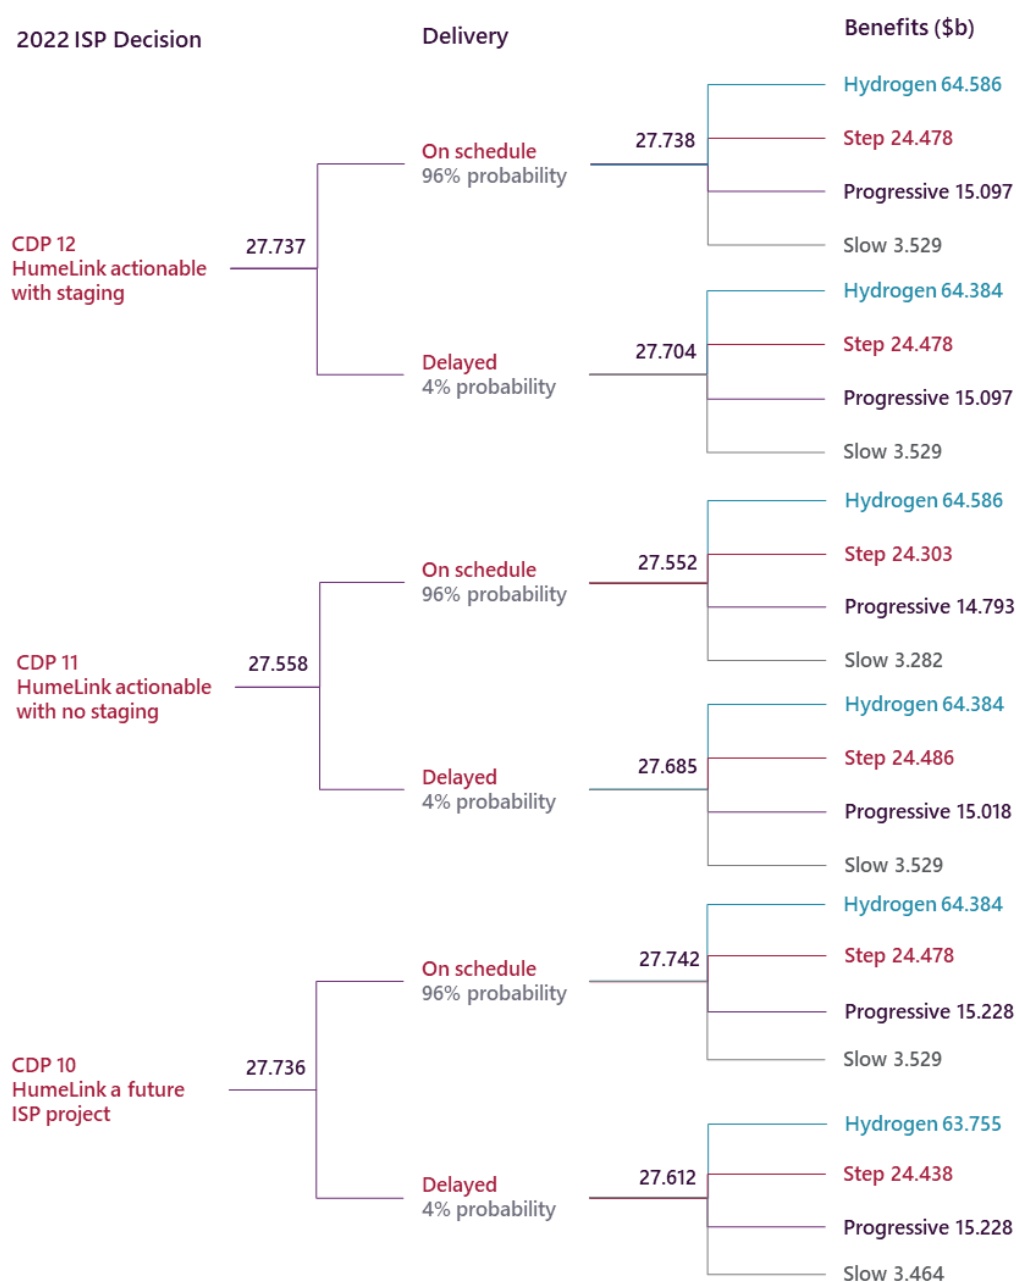 2022 ISP Decision
Delivery
Benefits ($b)
CDP 12
HumeLink actionable
with staging
27.737
On schedule
96% probability
27.738
Hydrogen 64.586
Step 24.478
Progressive 15.097
Slow 3.529
Delayed
4% probability
27.704
Hydrogen 64.384
Step 24.478
Progressive 15.097
Slow 3.529
CDP 11
HumeLink actionable
with no staging
27.558
On schedule
96% probability
27.552
Hydrogen 64.586
Step 24.303
Progressive 14.793
Slow 3.282
Delayed
4% probability
27.685
Hydrogen 64.384
Step 24.486
Progressive 15.018
Slow 3.529
CDP 10
HumeLink a future
ISP project
27.736
On schedule
96% probability
27.742
Hydrogen 64.384
Step 24.478
Progressive 15.228
Slow 3.529
Delayed
4% probability
27.612
Hydrogen 63.755
Step 24.438
Progressive 15.228
Slow 3.464